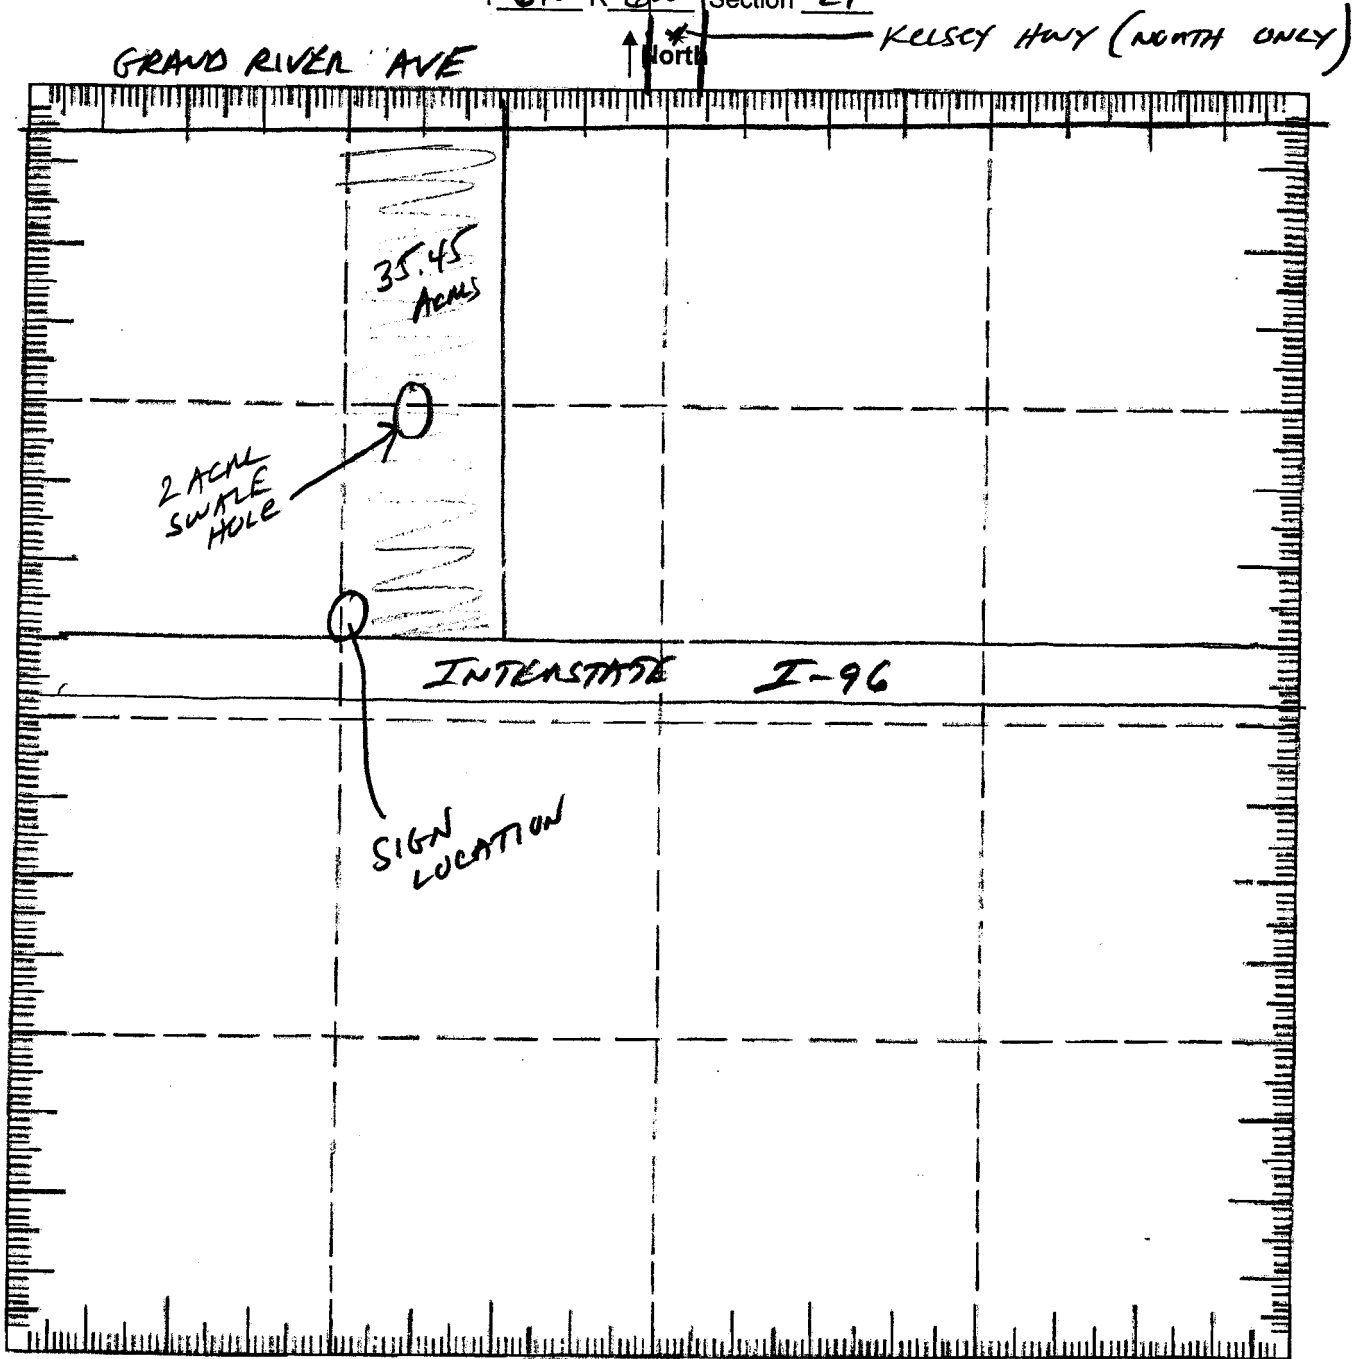 Section
KELSEY HWY (NORTH ONLY)
North
GRAND RIVER AVE
35.45
ACRES
2 ACRE
SWALE
HOLE
INTERSTATE I-96
SIGN
LOCATION